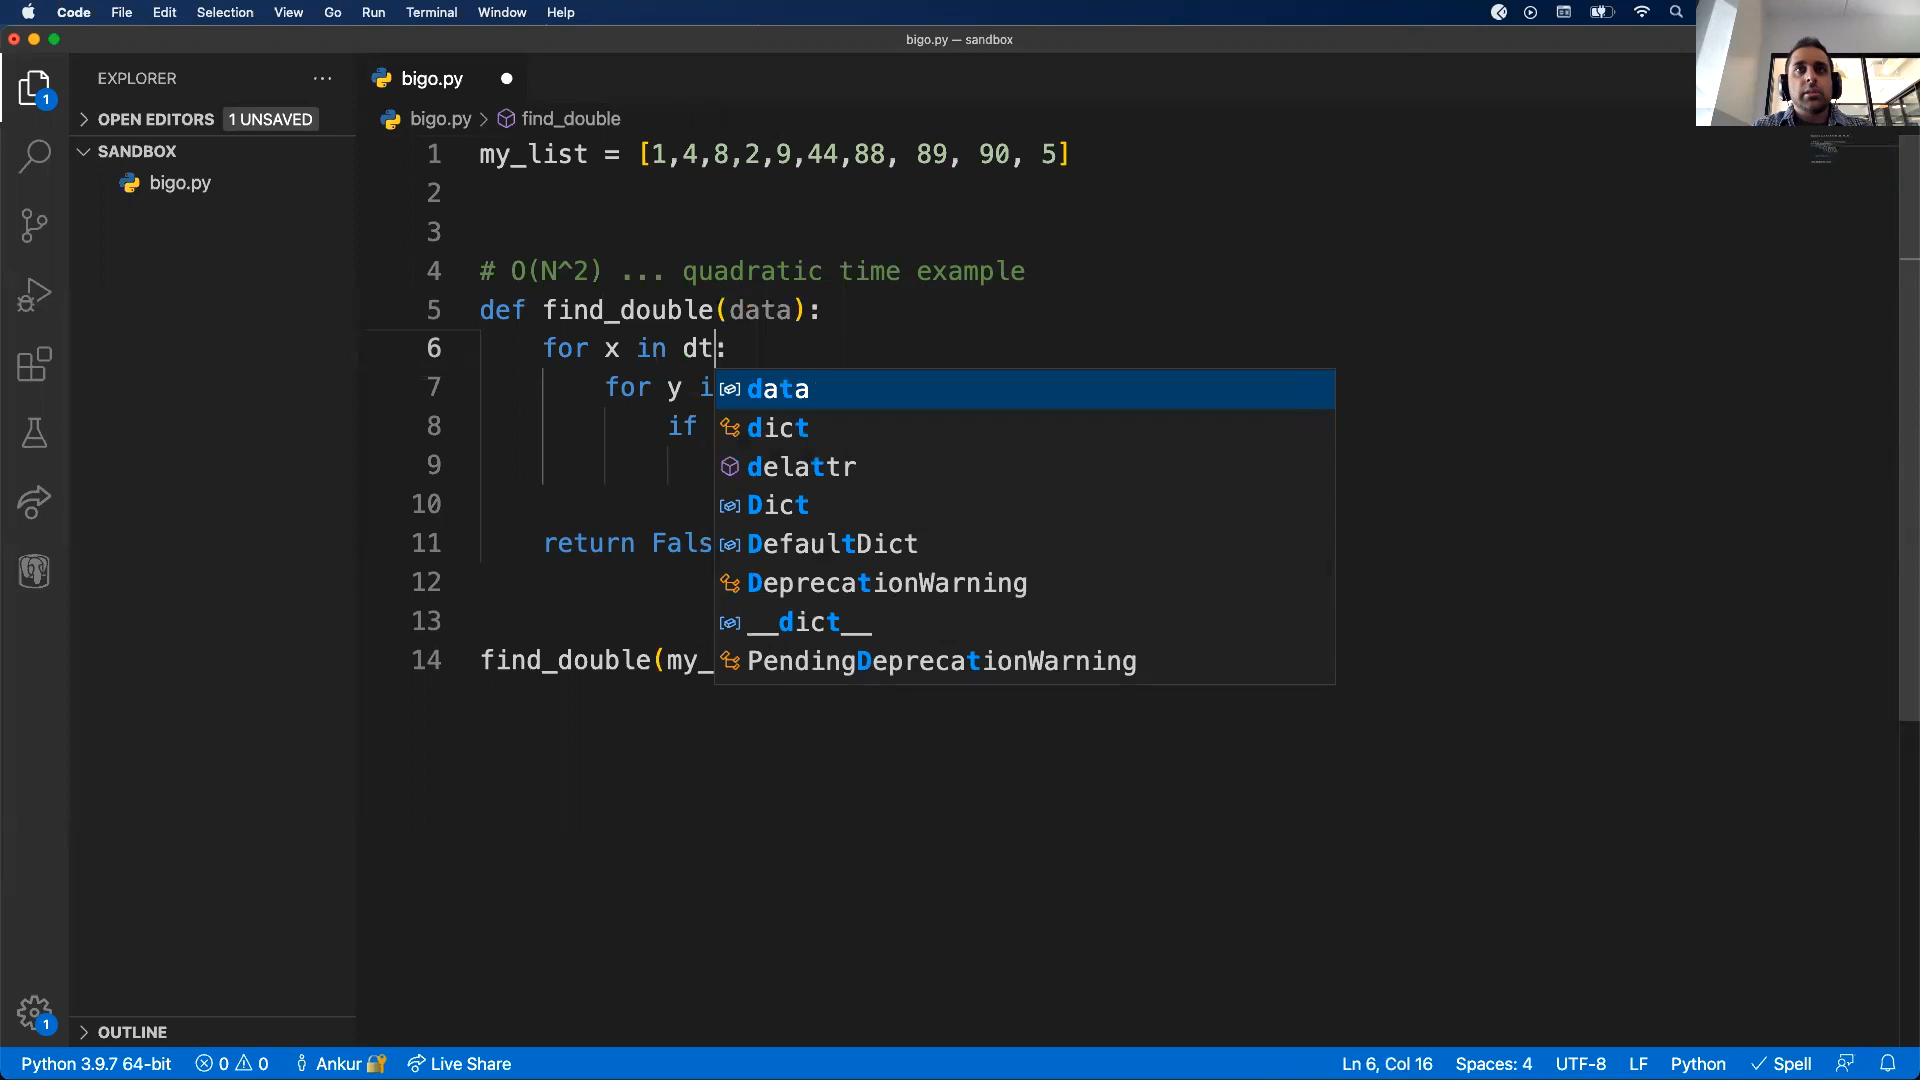 Code File Edit Selection View Go Run Terminal Window Help
bigo.py — sandbox
EXPLORER ...
bigo.py
1
OPEN EDITORS 1 UNSAVED
bigo.py > find_double
SANDBOX
bigo.py
1 my_list = [1,4,8,2,9,44,88, 89, 90, 5]
2
3
4 # O(N^2) ... quadratic time example
5 def find_double(data):
6 for x in dt:
7 for y i
8 if
9
10
11 return Fals
12
13
14 find_double(my_
data
dict
delattr
Dict
DefaultDict
DeprecationWarning
__dict__
PendingDeprecationWarning
1
OUTLINE
Python 3.9.7 64-bit 0 0 Ankur Live Share Ln 6, Col 16 Spaces: 4 UTF-8 LF Python Spell